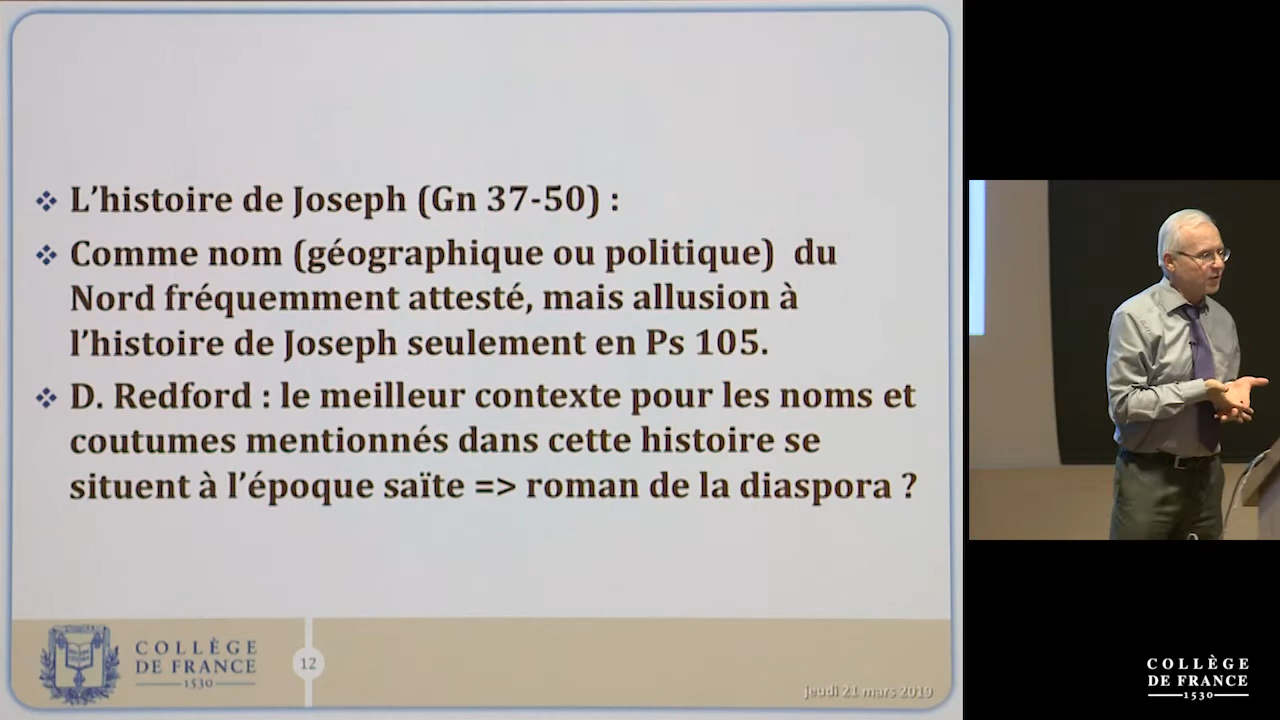 ❖ L’histoire de Joseph (Gn 37-50) :
❖ Comme nom (géographique ou politique) du
Nord fréquemment attesté, mais allusion à
l’histoire de Joseph seulement en Ps 105.
❖ D. Redford : le meilleur contexte pour les noms et
coutumes mentionnés dans cette histoire se
situent à l’époque saïte => roman de la diaspora ?
COLLÈGE
DE FRANCE
1530
12
jeudi 21 mars 2019
COLLÈGE
DE FRANCE
1530